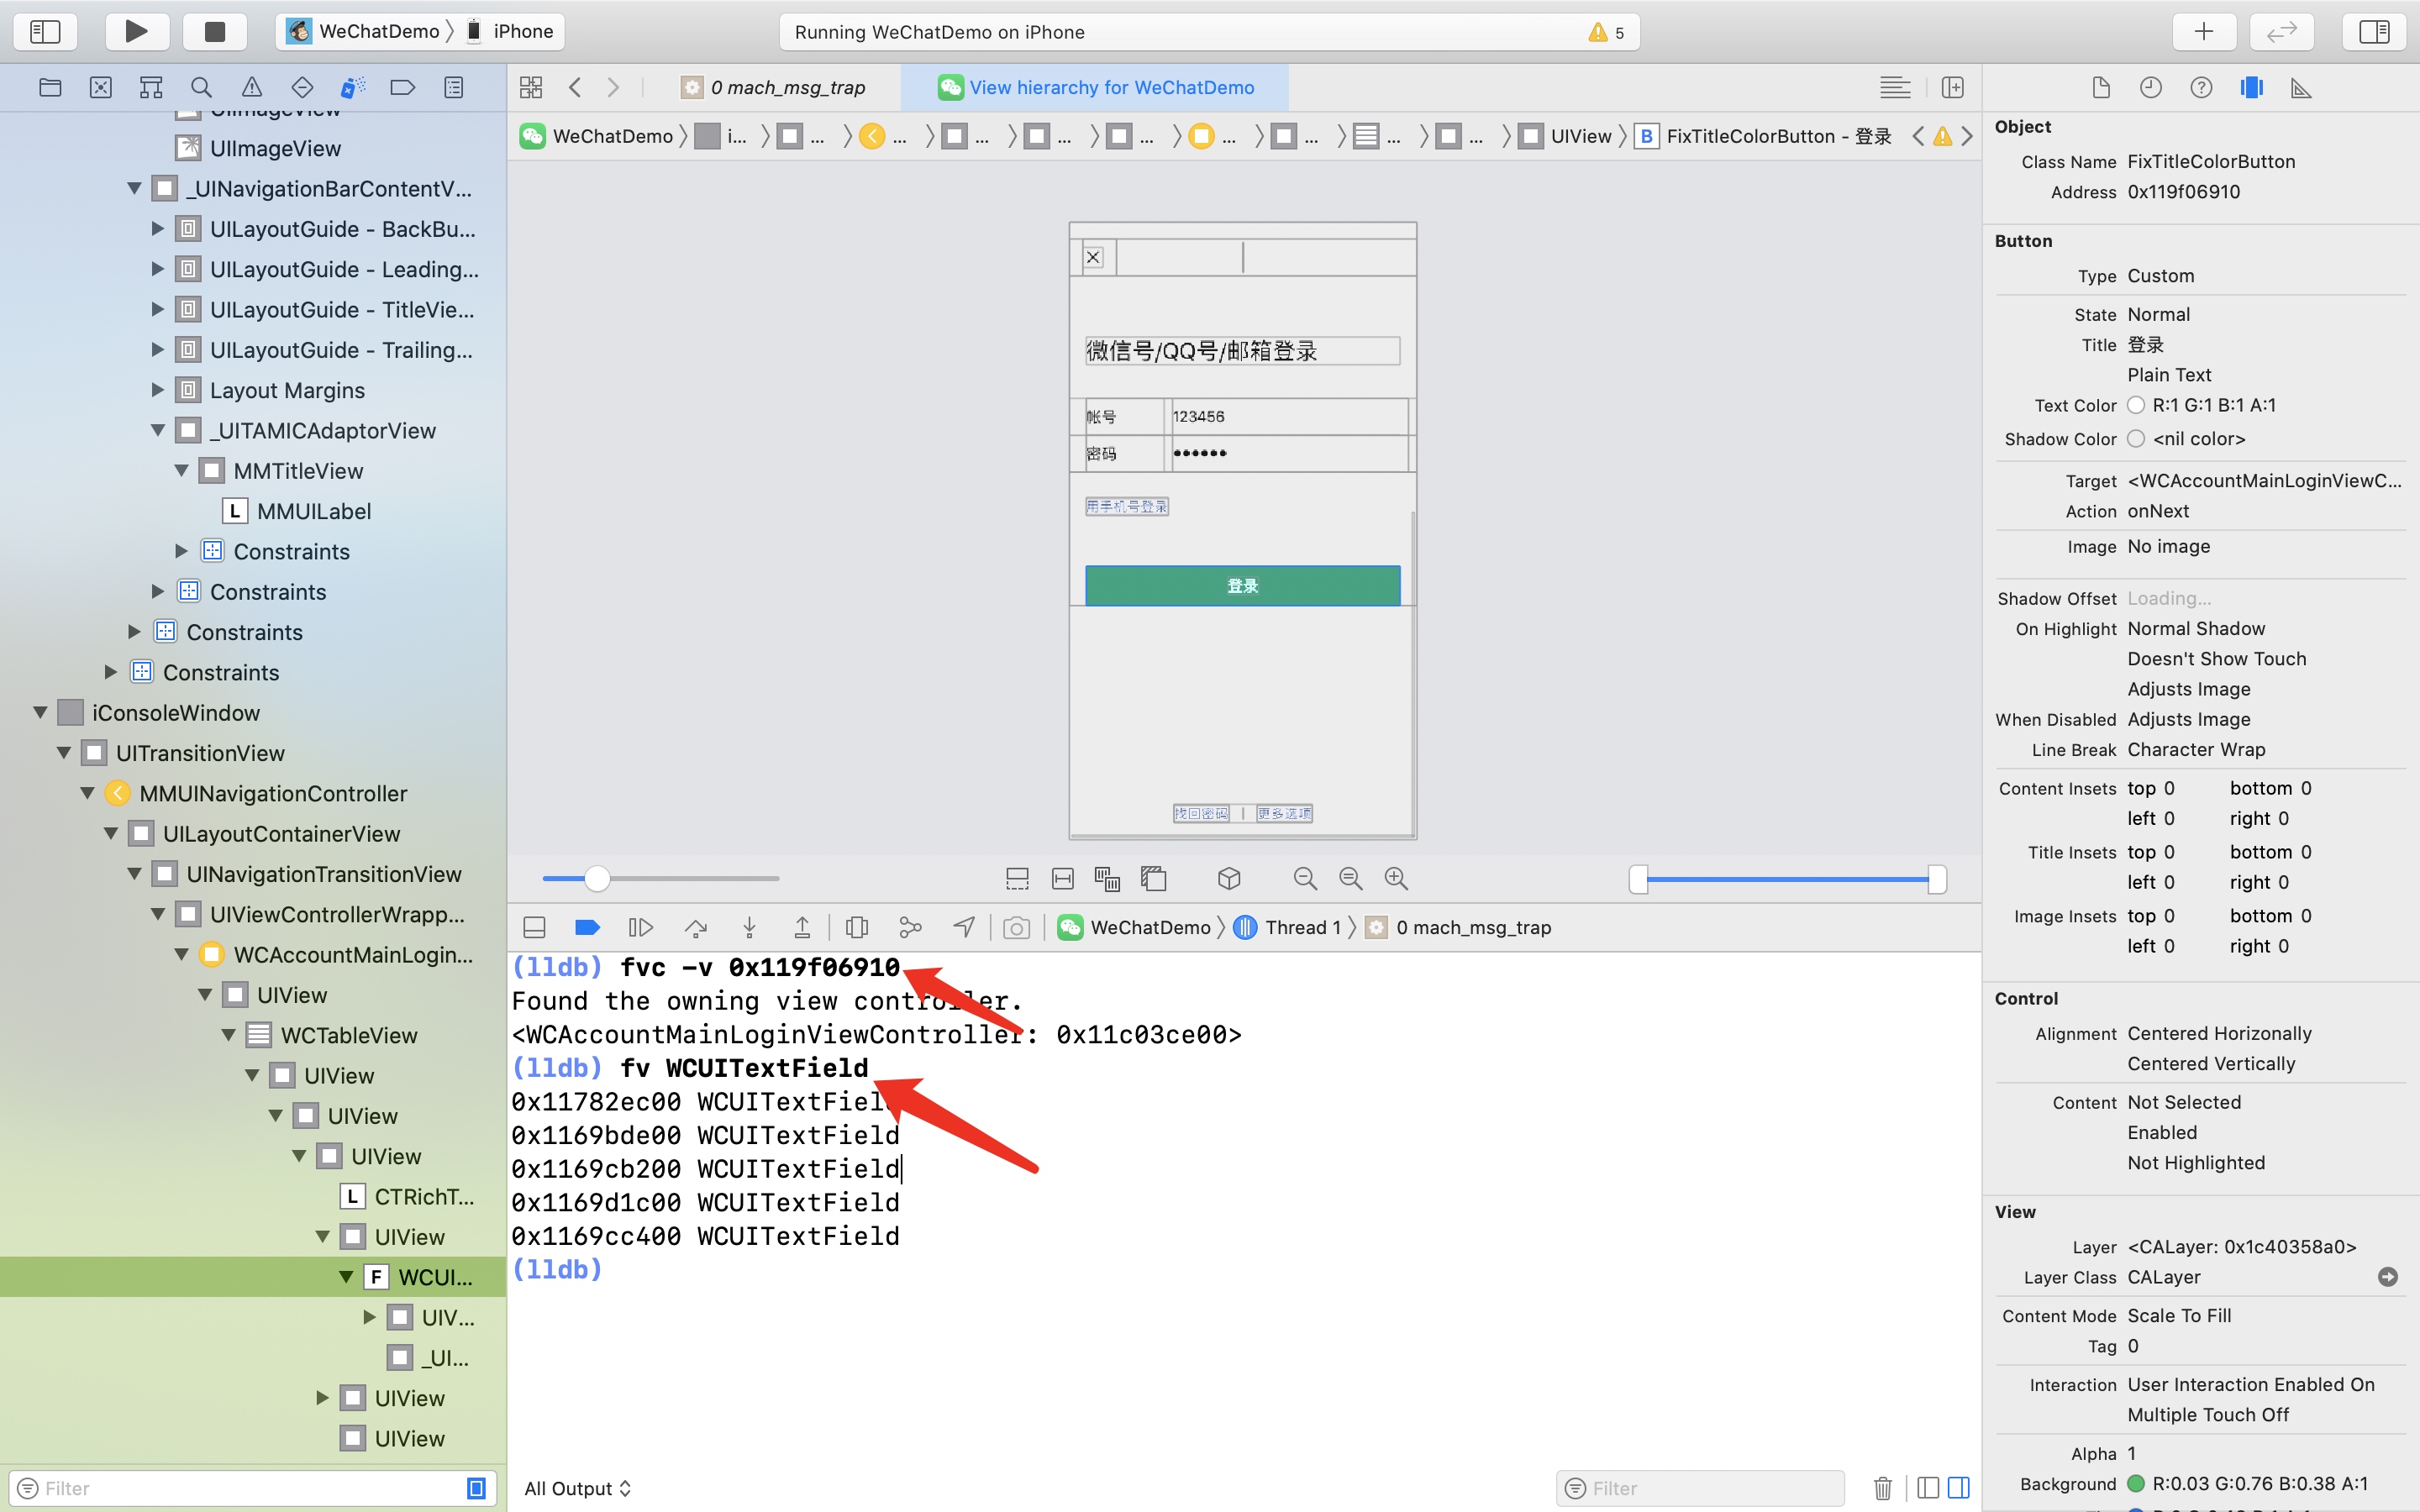 WeChatDemo 〉 iPhone
Running WeChatDemo on iPhone
5
UIImageView
UIImageView
_UINavigationBarContentV...
UILayoutGuide - BackBu...
UILayoutGuide - Leading...
UILayoutGuide - TitleVie...
UILayoutGuide - Trailing...
Layout Margins
_UITAMICAdaptorView
MMTitleView
L MMUILabel
Constraints
Constraints
Constraints
Constraints
iConsoleWindow
UITransitionView
MMUINavigationController
UILayoutContainerView
UINavigationTransitionView
UIViewControllerWrapp...
WCAccountMainLogin...
UIView
WCTableView
UIView
UIView
UIView
L CTRichT...
UIView
F WCUI...
UIV...
_UI...
UIView
UIView
Filter
0 mach_msg_trap
View hierarchy for WeChatDemo
WeChatDemo 〉 i... 〉 ... 〉 ... 〉 ... 〉 ... 〉 ... 〉 ... 〉 ... 〉 ... 〉 ... 〉 UIView 〉 B FixTitleColorButton - 登录
微信号/QQ号/邮箱登录
帐号 123456
密码 ••••••
用手机号登录
登录
找回密码 | 更多选项
WeChatDemo 〉 Thread 1 〉 0 mach_msg_trap
(lldb) fvc -v 0x119f06910
Found the owning view controller.
<WCAccountMainLoginViewController: 0x11c03ce00>
(lldb) fv WCUITextField
0x11782ec00 WCUITextField
0x1169bde00 WCUITextField
0x1169cb200 WCUITextField
0x1169d1c00 WCUITextField
0x1169cc400 WCUITextField
(lldb)
All Output
Filter
Object
Class Name FixTitleColorButton
Address 0x119f06910
Button
Type Custom
State Normal
Title 登录
Plain Text
Text Color R:1 G:1 B:1 A:1
Shadow Color <nil color>
Target <WCAccountMainLoginViewC...
Action onNext
Image No image
Shadow Offset Loading...
On Highlight Normal Shadow
Doesn't Show Touch
Adjusts Image
When Disabled Adjusts Image
Line Break Character Wrap
Content Insets top 0 bottom 0
left 0 right 0
Title Insets top 0 bottom 0
left 0 right 0
Image Insets top 0 bottom 0
left 0 right 0
Control
Alignment Centered Horizonally
Centered Vertically
Content Not Selected
Enabled
Not Highlighted
View
Layer <CALayer: 0x1c40358a0>
Layer Class CALayer
Content Mode Scale To Fill
Tag 0
Interaction User Interaction Enabled On
Multiple Touch Off
Alpha 1
Background R:0.03 G:0.76 B:0.38 A:1